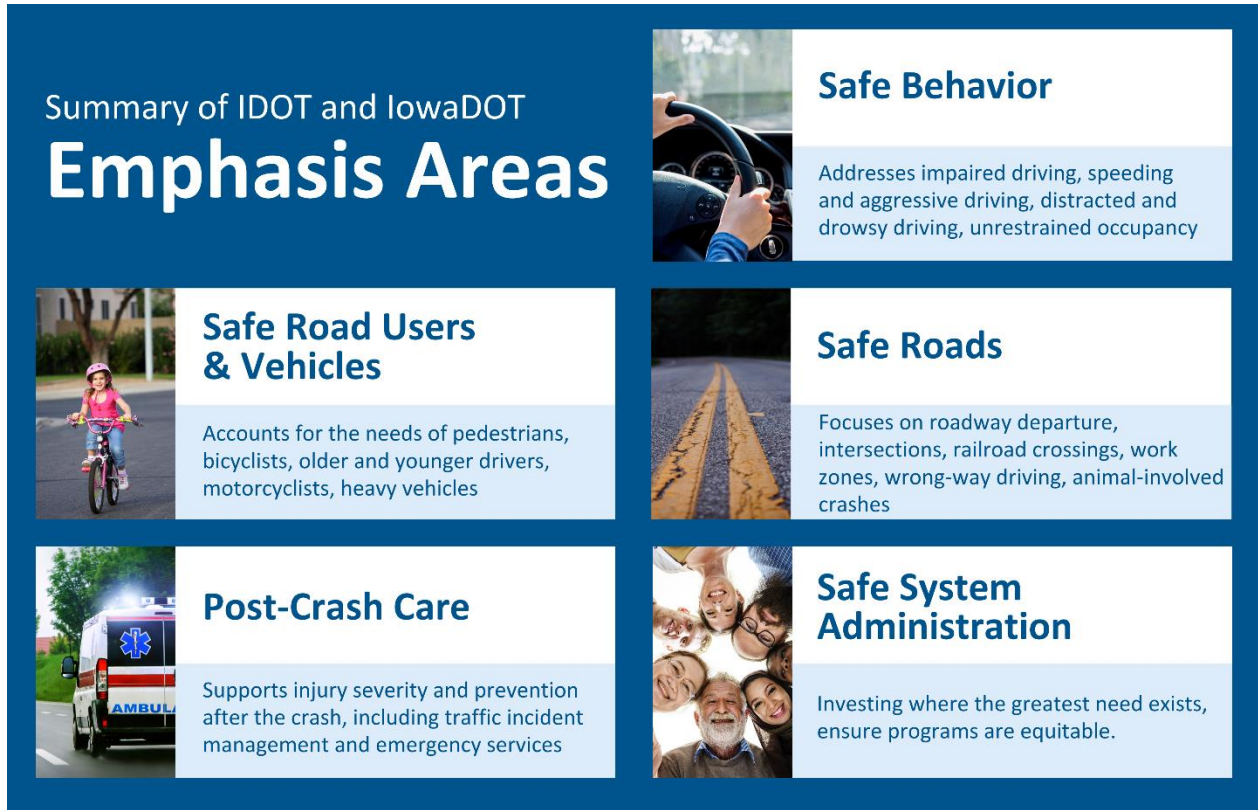 Summary of IDOT and IowaDOT
Emphasis Areas
Safe Behavior
Addresses impaired driving, speeding
and aggressive driving, distracted and
drowsy driving, unrestrained occupancy
Safe Road Users
& Vehicles
Accounts for the needs of pedestrians,
bicyclists, older and younger drivers,
motorcyclists, heavy vehicles
Safe Roads
Focuses on roadway departure,
intersections, railroad crossings, work
zones, wrong-way driving, animal-involved
crashes
Post-Crash Care
Supports injury severity and prevention
after the crash, including traffic incident
management and emergency services
AMBULA
Safe System
Administration
Investing where the greatest need exists,
ensure programs are equitable.